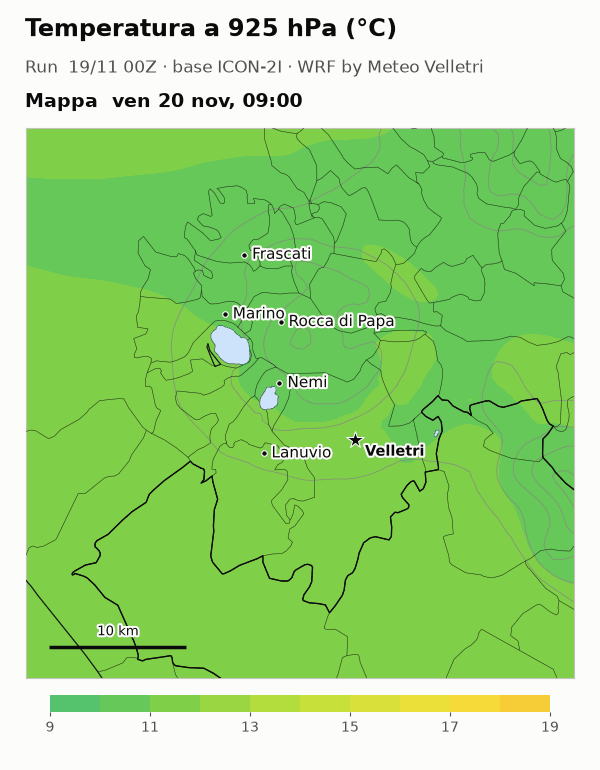 Temperatura a 925 hPa (°C)
Run  19/11 00Z · base ICON-2I · WRF by Meteo Velletri
Mappa  ven 20 nov, 09:00
Frascati
Marino
Rocca di Papa
Nemi
Velletri
Lanuvio
10 km
9 11 13 15 17 19